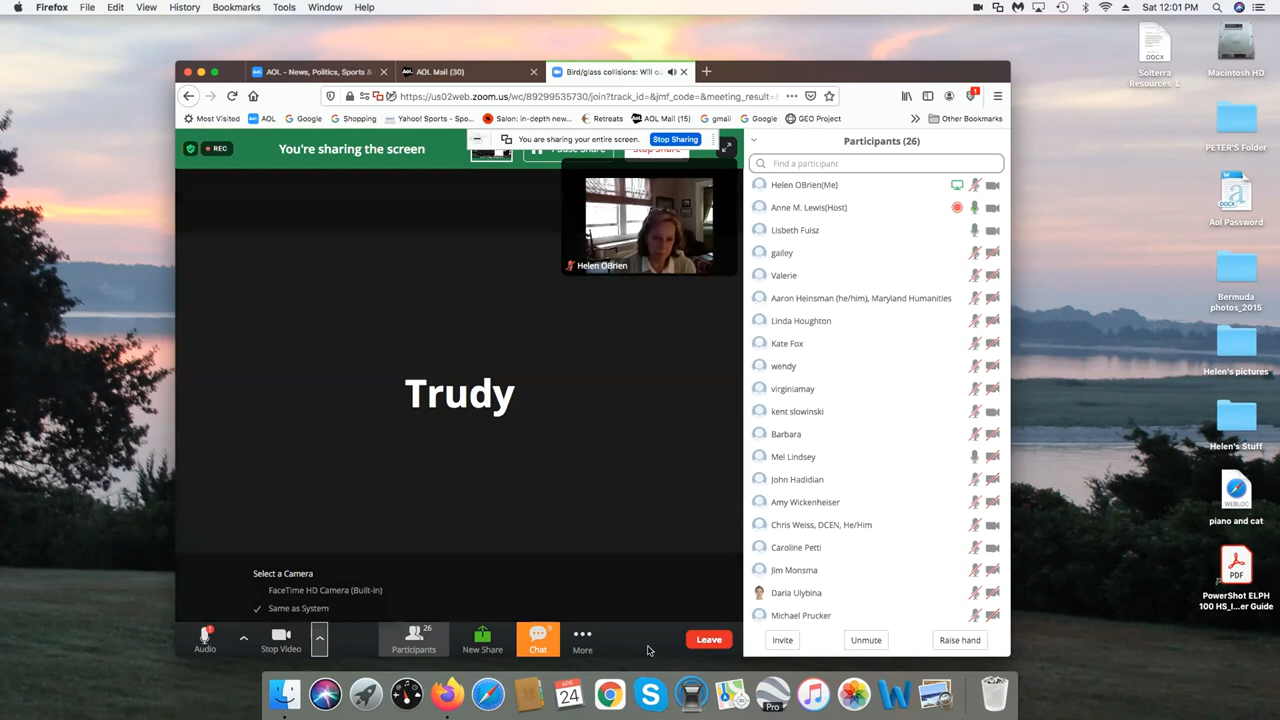 Firefox File Edit View History Bookmarks Tools Window Help
Sat 12:01 PM
AOL - News, Politics, Sports &
AOL Mail (30)
Bird/glass collisions: Will ou
https://us02web.zoom.us/wc/89299535730/join?track_id=&jmf_code=&meeting_result=
Most Visited AOL Google Shopping Yahoo! Sports - Spo... Salon: in-depth new... AOL Mail (15) gmail Google GEO Project
Other Bookmarks
You are sharing your entire screen. Stop Sharing
REC
You're sharing the screen
Helen OBrien
Trudy
Select a Camera
FaceTime HD Camera (Built-in)
Same as System
Audio
Stop Video
26
Participants
New Share
9
Chat
More
Leave
Participants (26)
Find a participant
Helen OBrien(Me)
Anne M. Lewis(Host)
Lisbeth Fuisz
gailey
Valerie
Aaron Heinsman (he/him), Maryland Humanities
Linda Houghton
Kate Fox
wendy
virginiamay
kent slowinski
Barbara
Mel Lindsey
John Hadidian
Amy Wickenheiser
Chris Weiss, DCEN, He/Him
Caroline Petti
Jim Monsma
Daria Ulybina
Michael Prucker
Invite
Unmute
Raise hand
DOCX
Solterra
Resources_L
Macintosh HD
PETER'S Folder
DOCX
Aol Password
Bermuda
photos_2015
Helen's pictures
Helen's Stuff
WEBLOC
piano and cat
PDF
PowerShot ELPH
100 HS_I...er Guide
APR
24
Pro